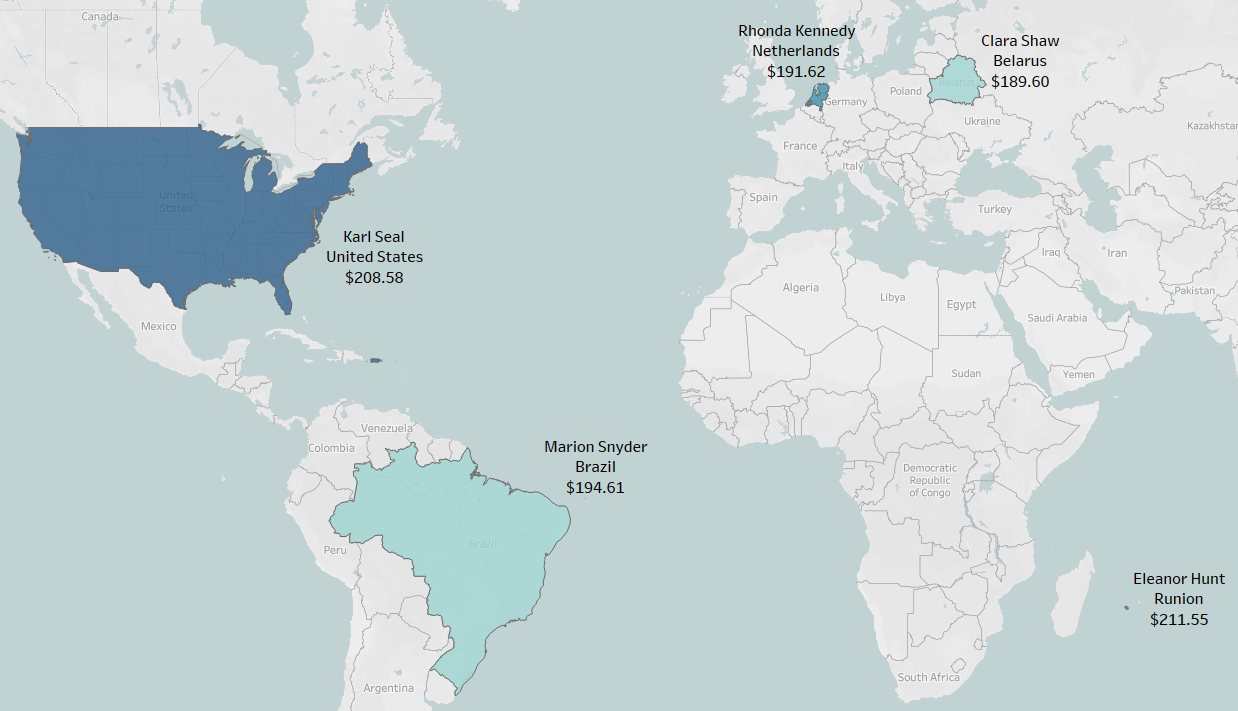 Canada
Rhonda Kennedy
Netherlands
$191.62
Clara Shaw
Belarus
$189.60
Belarus
Poland
Germany
Ukraine
Kazakhstan
France
Italy
Spain
Turkey
United
States
Karl Seal
United States
$208.58
Iraq
Iran
Pakistan
Algeria
Libya
Egypt
Saudi Arabia
Mexico
Sudan
Yemen
Venezuela
Colombia
Marion Snyder
Brazil
$194.61
Democratic
Republic
of Congo
Brazil
Peru
Eleanor Hunt
Runion
$211.55
South Africa
Argentina